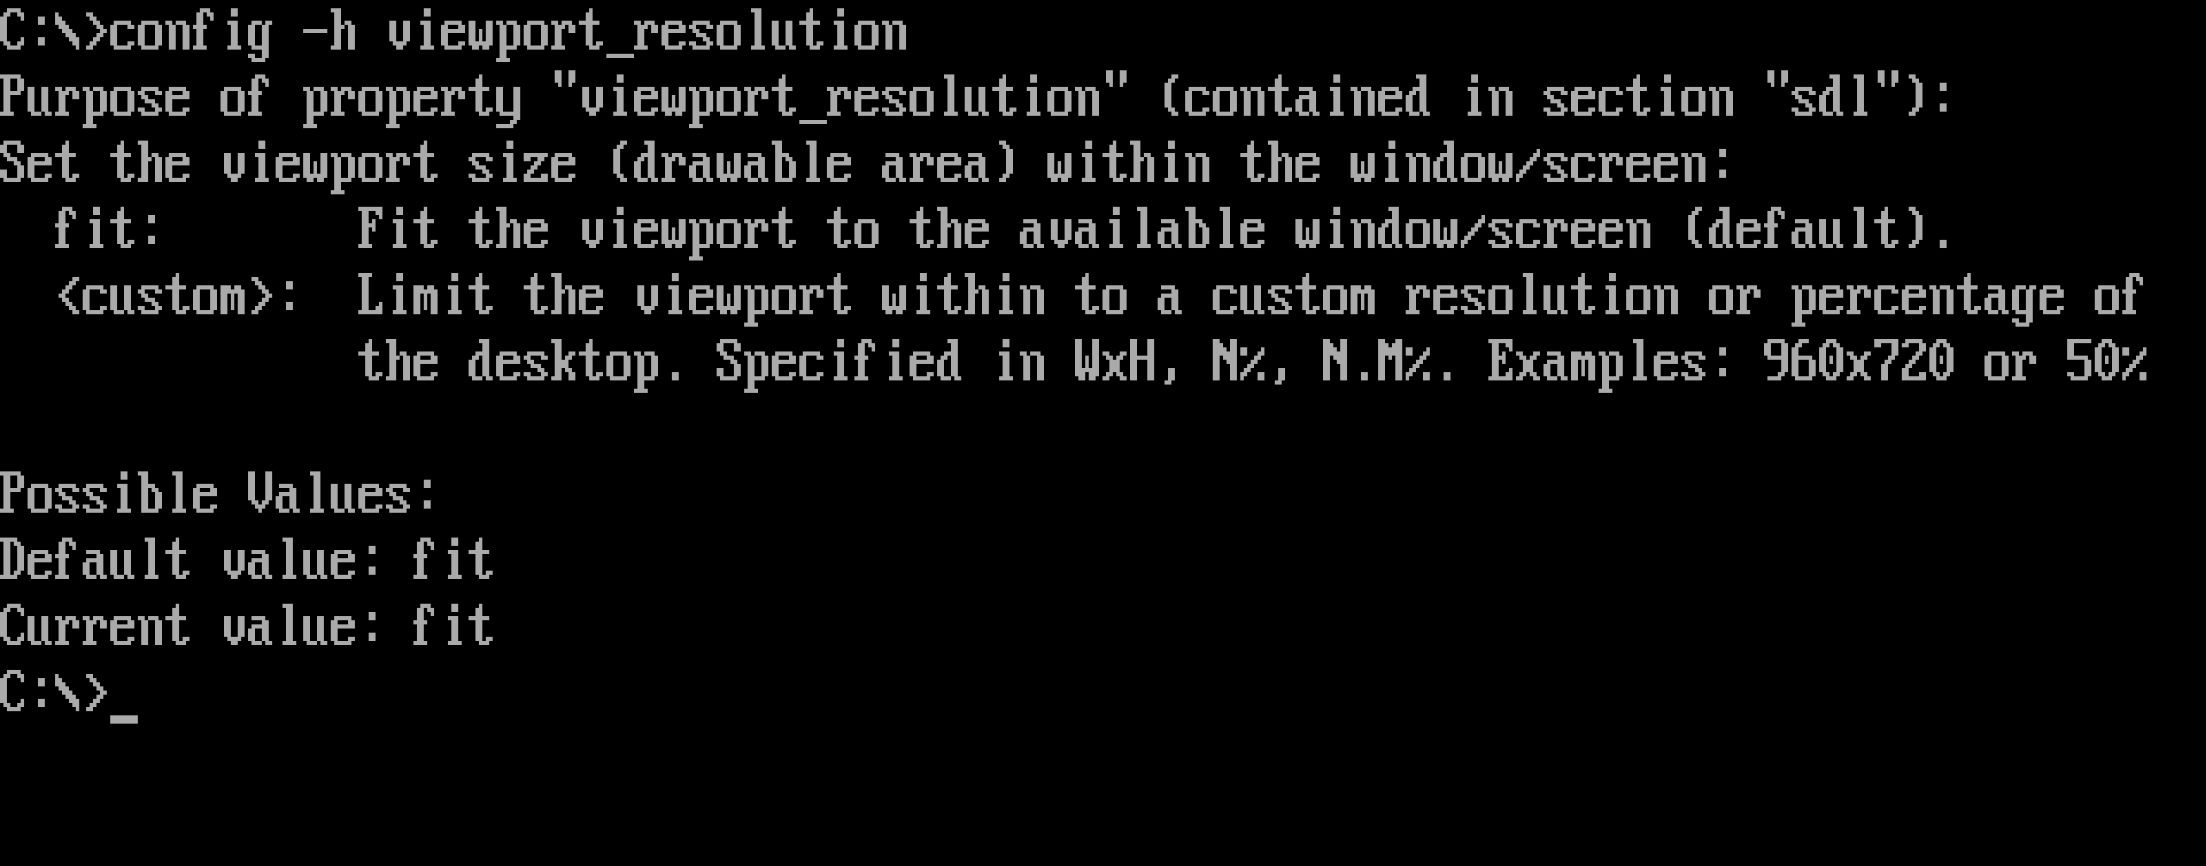 C:\>config -h viewport_resolution
Purpose of property "viewport_resolution" (contained in section "sdl"):
Set the viewport size (drawable area) within the window/screen:
  fit:       Fit the viewport to the available window/screen (default).
  <custom>:  Limit the viewport within to a custom resolution or percentage of
             the desktop. Specified in WxH, N%, N.M%. Examples: 960x720 or 50%

Possible Values:
Default value: fit
Current value: fit
C:\>_